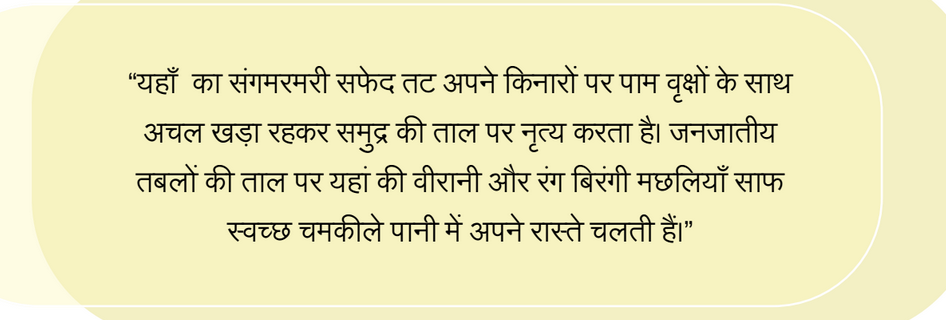 “यहाँ  का संगमरमरी सफेद तट अपने किनारों पर पाम वृक्षों के साथ
अचल खड़ा रहकर समुद्र की ताल पर नृत्य करता है। जनजातीय
तबलों की ताल पर यहां की वीरानी और रंग बिरंगी मछलियाँ साफ
स्वच्छ चमकीले पानी में अपने रास्ते चलती हैं।”